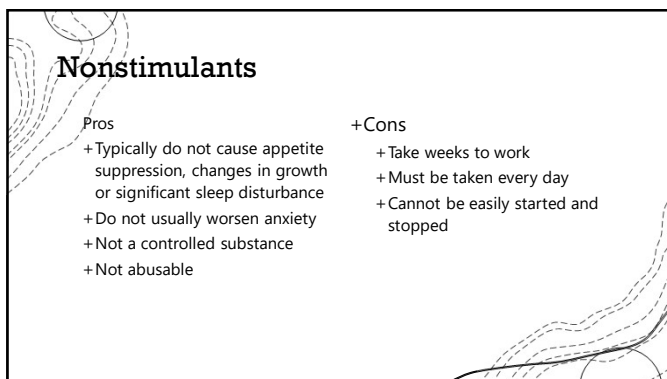 Nonstimulants
Pros
+Typically do not cause appetite
suppression, changes in growth
or significant sleep disturbance
+Do not usually worsen anxiety
+Not a controlled substance
+Not abusable
+Cons
+Take weeks to work
+Must be taken every day
+Cannot be easily started and
stopped